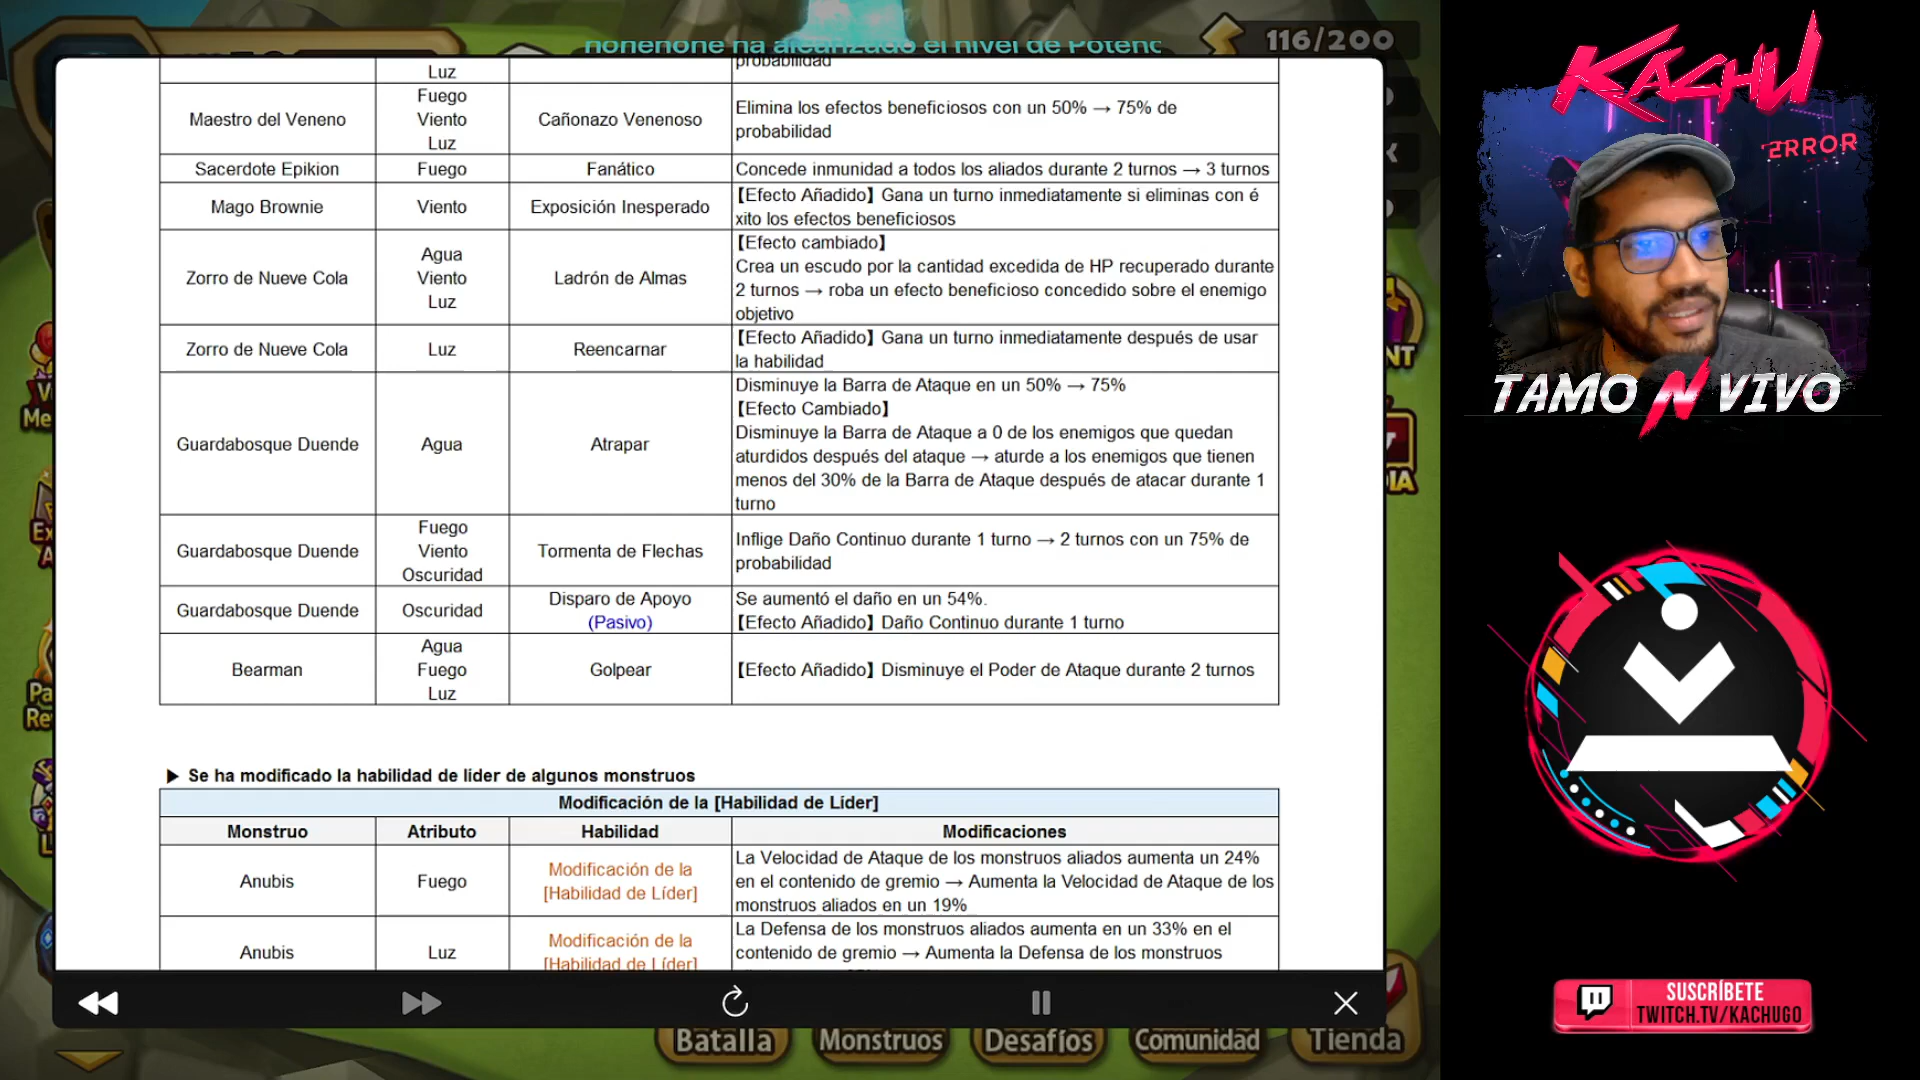 nonenone ha alcanzado el nivel de Potenc
116/200
probabilidad
Luz
Maestro del Veneno
Fuego
Viento
Luz
Cañonazo Venenoso
Elimina los efectos beneficiosos con un 50% → 75% de
probabilidad
Sacerdote Epikion
Fuego
Fanático
Concede inmunidad a todos los aliados durante 2 turnos → 3 turnos
Mago Brownie
Viento
Exposición Inesperado
【Efecto Añadido】Gana un turno inmediatamente si eliminas con é
xito los efectos beneficiosos
Zorro de Nueve Cola
Agua
Viento
Luz
Ladrón de Almas
【Efecto cambiado】
Crea un escudo por la cantidad excedida de HP recuperado durante
2 turnos → roba un efecto beneficioso concedido sobre el enemigo
objetivo
Zorro de Nueve Cola
Luz
Reencarnar
【Efecto Añadido】Gana un turno inmediatamente después de usar
la habilidad
Guardabosque Duende
Agua
Atrapar
Disminuye la Barra de Ataque en un 50% → 75%
【Efecto Cambiado】
Disminuye la Barra de Ataque a 0 de los enemigos que quedan
aturdidos después del ataque → aturde a los enemigos que tienen
menos del 30% de la Barra de Ataque después de atacar durante 1
turno
Guardabosque Duende
Fuego
Viento
Oscuridad
Tormenta de Flechas
Inflige Daño Continuo durante 1 turno → 2 turnos con un 75% de
probabilidad
Guardabosque Duende
Oscuridad
Disparo de Apoyo
(Pasivo)
Se aumentó el daño en un 54%.
【Efecto Añadido】Daño Continuo durante 1 turno
Bearman
Agua
Fuego
Luz
Golpear
【Efecto Añadido】Disminuye el Poder de Ataque durante 2 turnos
▶ Se ha modificado la habilidad de líder de algunos monstruos
Modificación de la [Habilidad de Líder]
Monstruo Atributo Habilidad Modificaciones
Anubis
Fuego
Modificación de la
[Habilidad de Líder]
La Velocidad de Ataque de los monstruos aliados aumenta un 24%
en el contenido de gremio → Aumenta la Velocidad de Ataque de los
monstruos aliados en un 19%
Anubis
Luz
Modificación de la
[Habilidad de Líder]
La Defensa de los monstruos aliados aumenta en un 33% en el
contenido de gremio → Aumenta la Defensa de los monstruos
Batalla
Monstruos
Desafíos
Comunidad
Tienda
KACHU
ERROR
TAMO N VIVO
SUSCRÍBETE
TWITCH.TV/KACHUGO